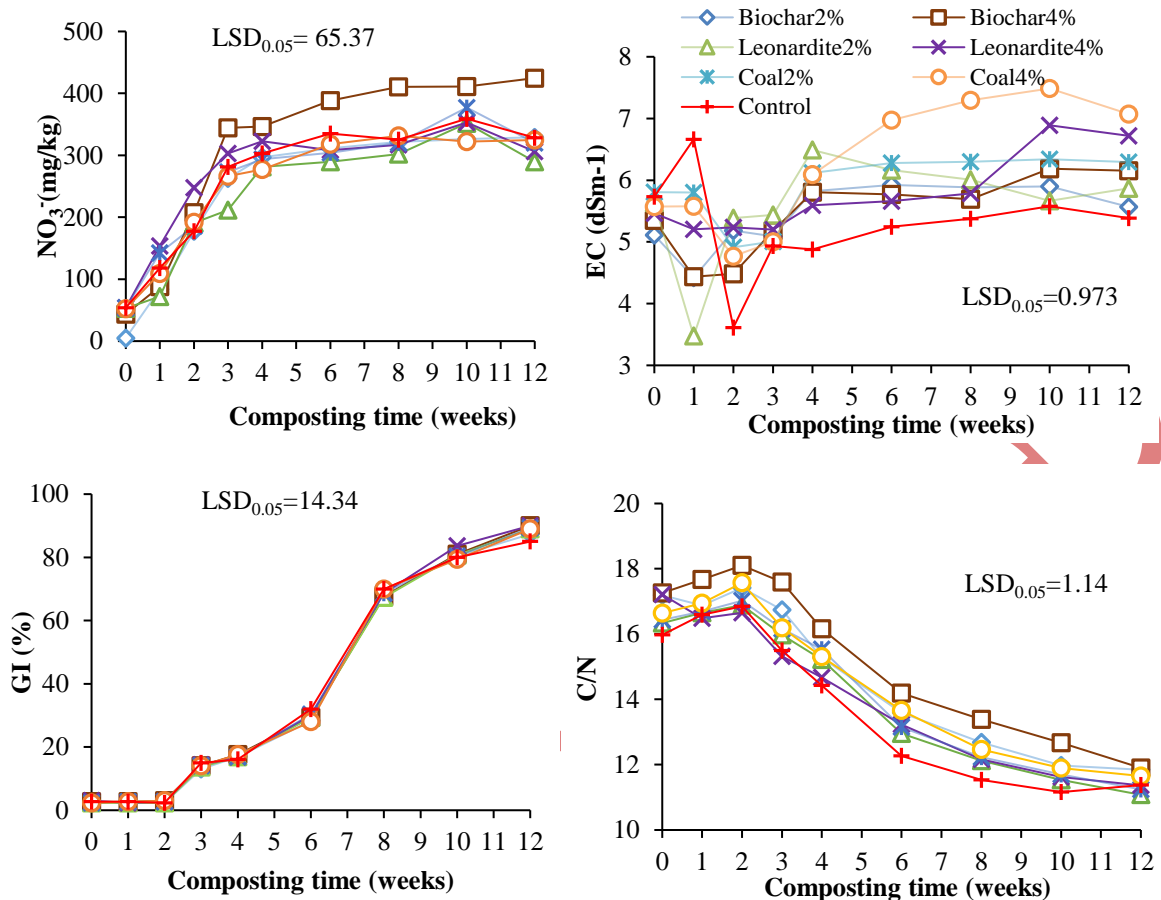 LSD0.05= 65.37
500
400
300
200
100
0
NO3-(mg/kg)
0 1 2 3 4 5 6 7 8 9 10 11 12
Composting time (weeks)
Biochar2% Biochar4%
Leonardite2% Leonardite4%
Coal2% Coal4%
Control
8
7
6
5
4
3
EC (dSm-1)
LSD0.05=0.973
0 1 2 3 4 5 6 7 8 9 10 11 12
Composting time (weeks)
LSD0.05=14.34
100
80
60
40
20
0
GI (%)
0 1 2 3 4 5 6 7 8 9 10 11 12
Composting time (weeks)
20
18
16
14
12
10
C/N
LSD0.05=1.14
0 1 2 3 4 5 6 7 8 9 10 11 12
Composting time (weeks)